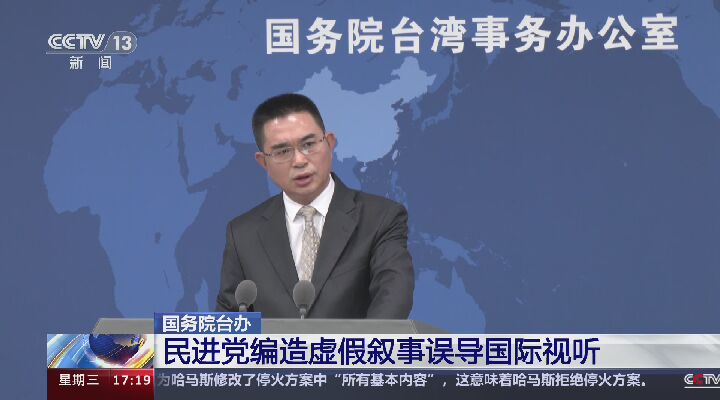 CCTV 13
新闻
国务院台湾事务办公室
国务院台办
民进党编造虚假叙事误导国际视听
星期三 17:19 为哈马斯修改了停火方案中“所有基本内容”，这意味着哈马斯拒绝停火方案。